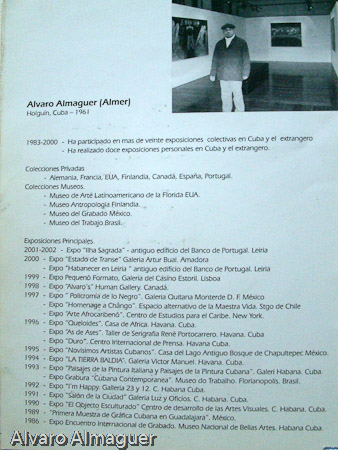 Alvaro Almaguer (Almer)
Holguín, Cuba – 1961
1983-2000 - Ha participado en mas de veinte exposiciones colectivas en Cuba y el extrangero
- Ha realizado doce exposiciones personales en Cuba y el extrangero.
Colecciones Privadas
- Alemania, Francia, EUA, Finlandia, Canadá, España, Portugal.
Colecciones Museos.
- Museo de Arté Latinoamericano de la Florida EUA.
- Museo Antropología Finlandia.
- Museo del Grabado México.
- Museo del Trabajo Brasil.
Exposiciones Principales
2001-2002 - Expo "Ilha Sagrada" - antiguo edificio del Banco de Portugal. Leiria
2000 - Expo "Estado de Transe" Galeria Artur Bual. Amadora
- Expo "Habanecer en Leiria " antiguo edificio del Banco de Portugal. Leiria
1999 - Expo Pequenõ Formato, Galeria del Casino Estoril. Lisboa
1998 - Expo "Alvaro's" Human Gallery. Canadá.
1997 - Expo " Policromía de lo Negro". Galeria Quitana Monterde D. F. México
- Expo "Homenage a Chângo". Espacio alternativo de la Maestra Vida. Stgo de Chile
- Expo "Arte Afrocaribenõ". Centro de Estudios para el Caribe. New York.
1996 - Expo "Queloides". Casa de Africa. Havana. Cuba.
- Expo "As de Ases". Taller de Serigrafia René Portocarrero. Havana. Cuba.
- Expo "Duro". Centro Internacional de Prensa. Havana Cuba.
1995 - Expo "Novísimos Artistas Cubanos". Casa del Lago Antiguo Bosque de Chapultepec México.
1994 - Expo "LA TIERRA BALDIA". Galeria Victor Manuel. Havana. Cuba.
1993 - Expo "Paisajes de la Pintura Italiana y Paisajes de la Pintura Cubana". Galeri Habana. Cuba
- Expo Grabura "Cubana Contemporanea". Museo do Trabalho. Florianopolis. Brasil.
1992 - Expo "I'm Happy. Galeria 23 y 12. C. Habana Cuba.
1991 - Expo "Salón de la Ciudad" Galeria Luz y Oficios. C. Habana. Cuba.
1990 - Expo "El Objecto Esculturado" Centro de desarrollo de las Artes Visuales. C. Habana. Cuba.
1989 - "Primera Muestra de Gráfica Cubana en Guadalajara". México.
1986 - Expo Encuentro Internacional de Grabado. Museo Nacional de Bellas Artes. Habana Cuba.
Alvaro Almaguer